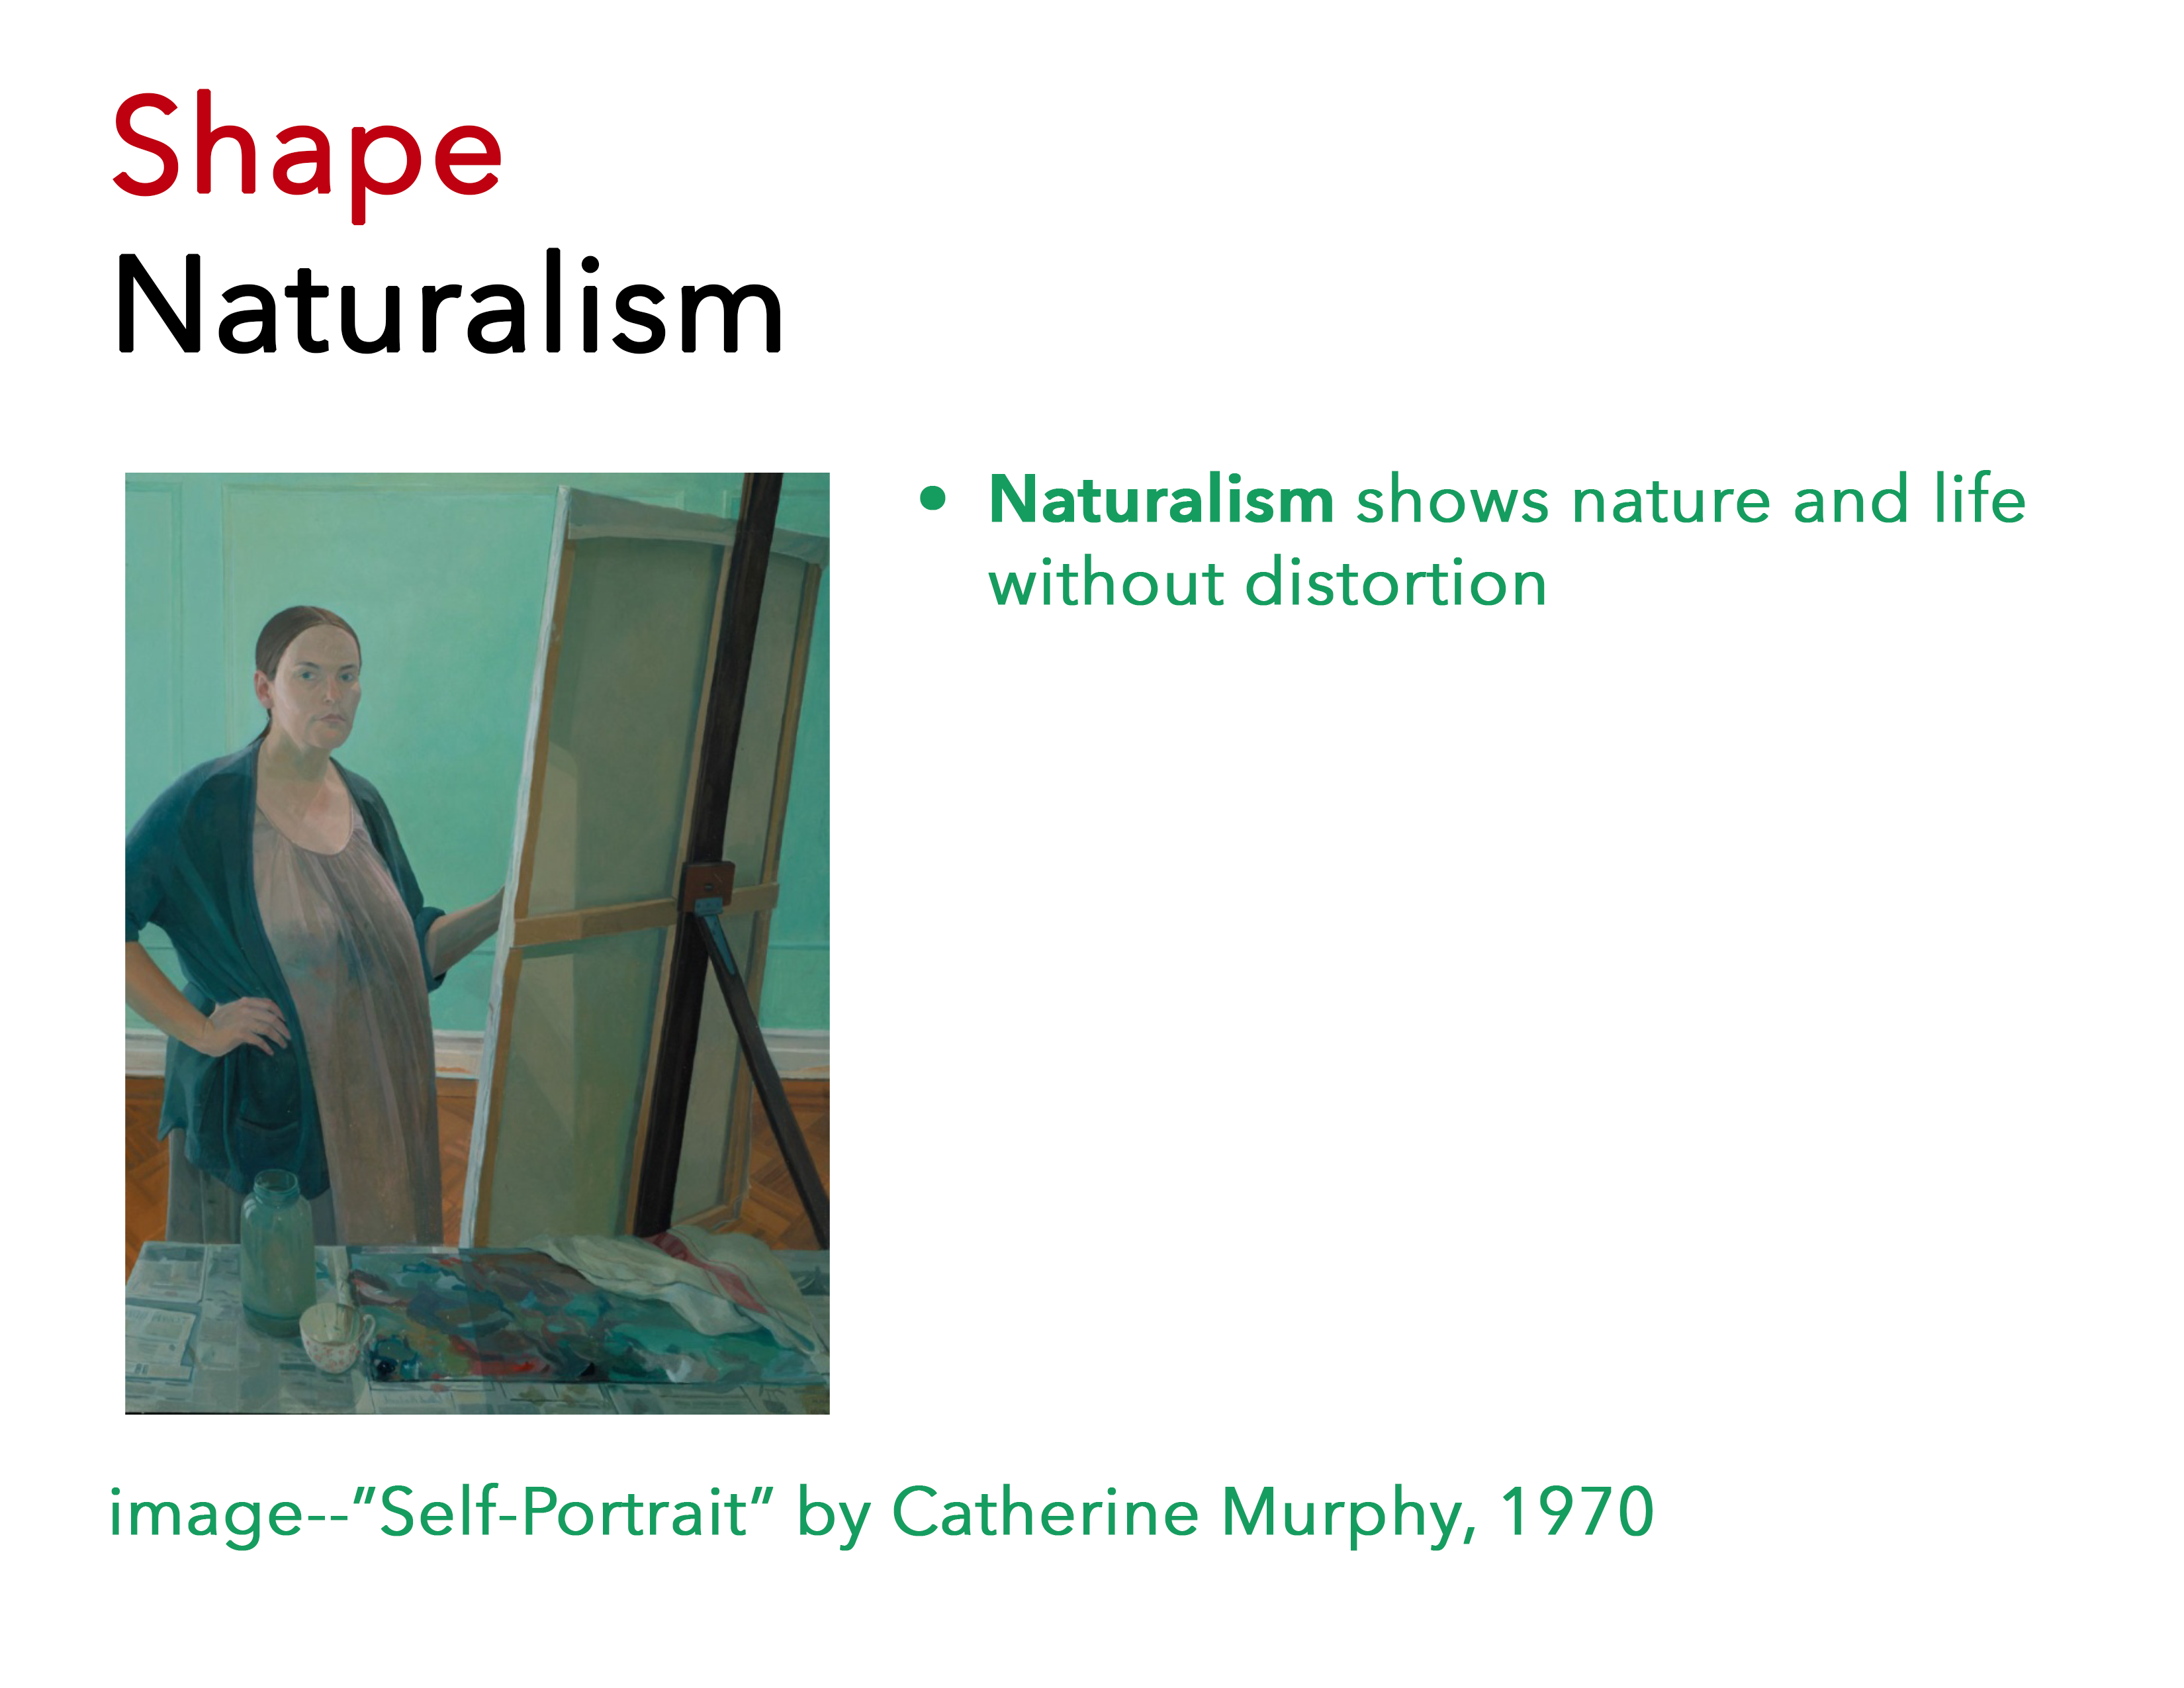 Shape
Naturalism
• Naturalism shows nature and life
without distortion
image--"Self-Portrait" by Catherine Murphy, 1970